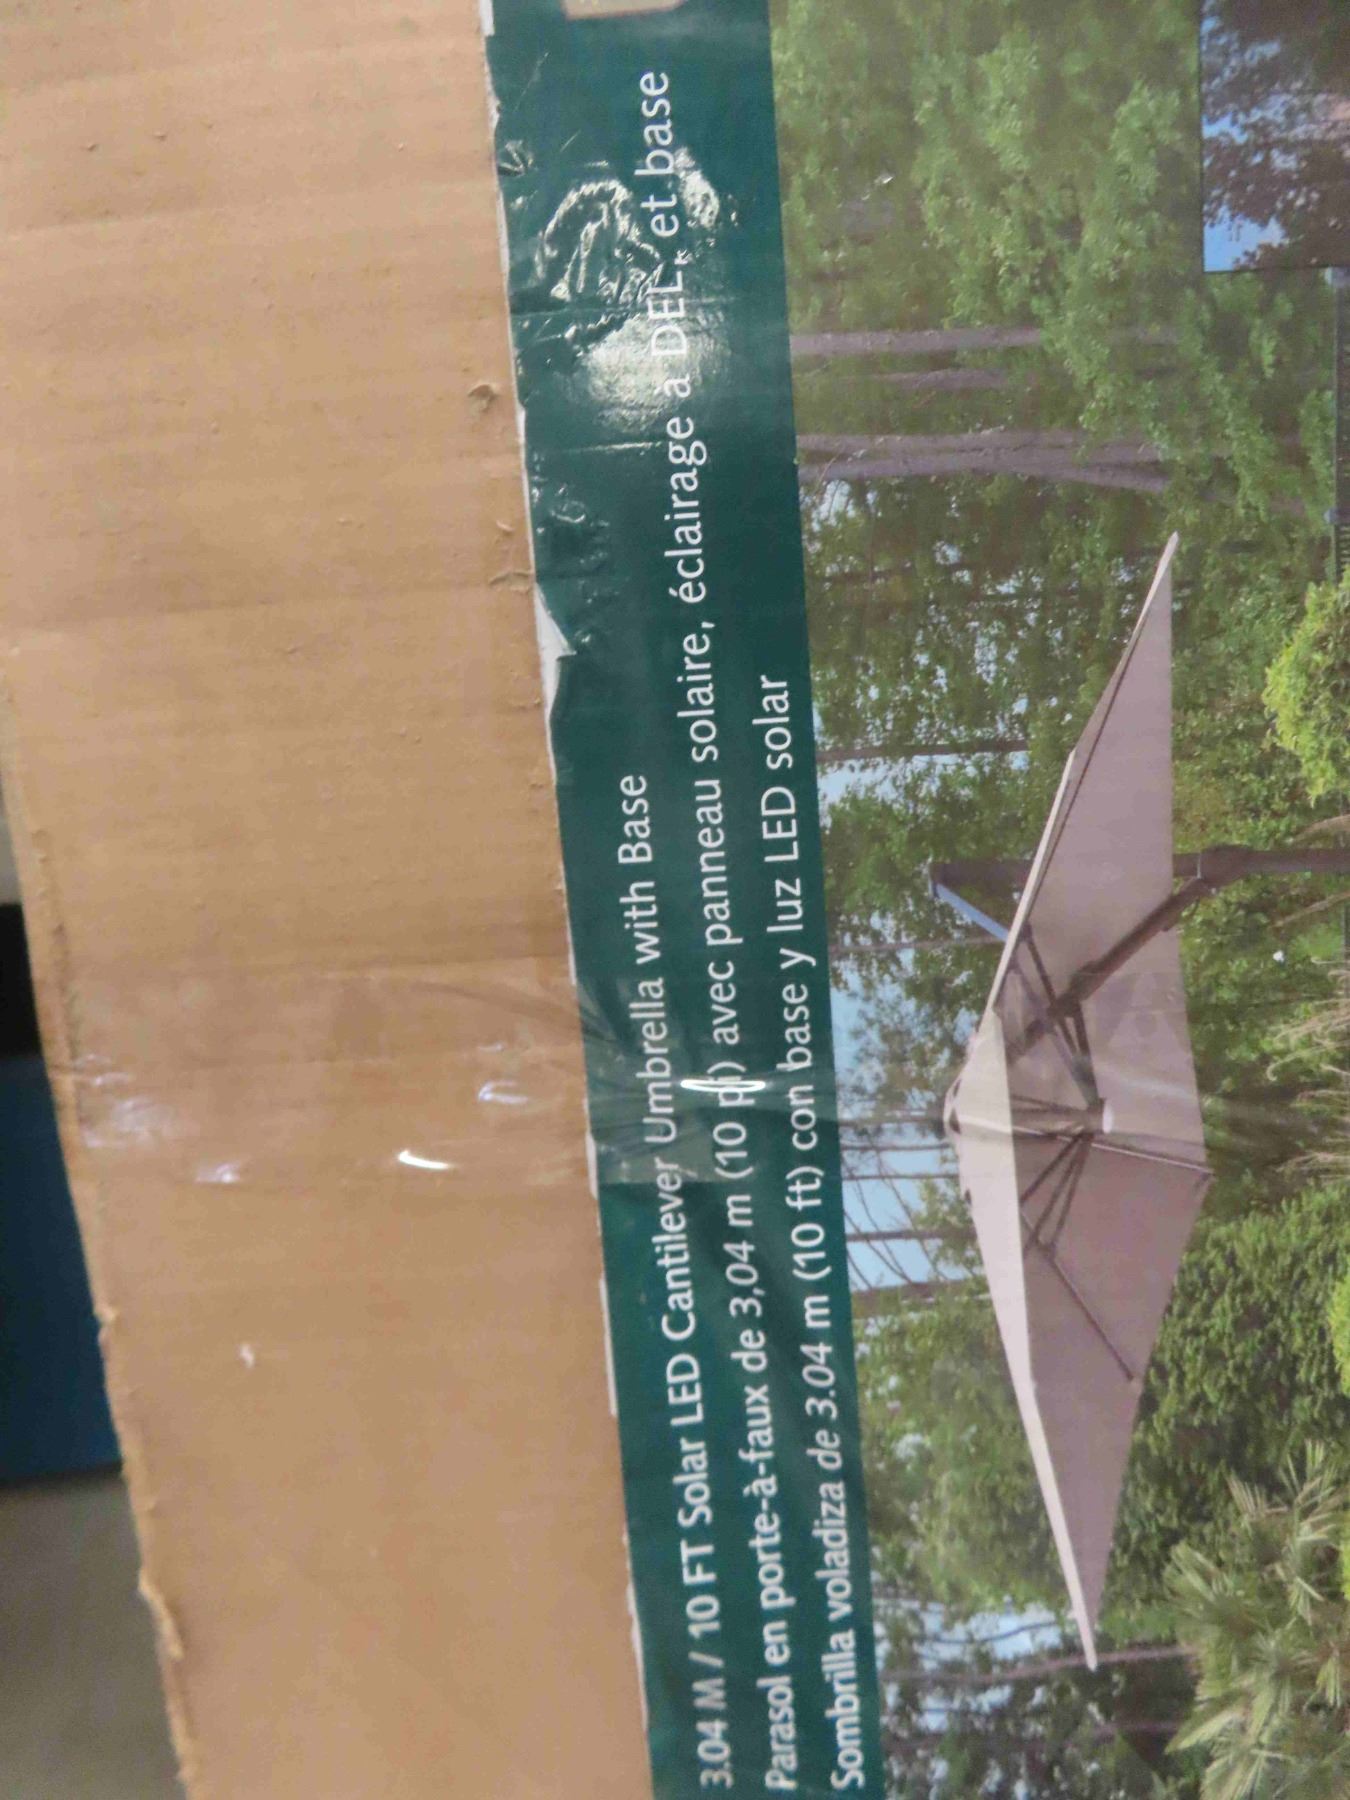 3.04 M / 10 FT Solar LED Cantilever Umbrella with Base
Parasol en porte-à-faux de 3,04 m (10 pi) avec panneau solaire, éclairage à DEL, et base
Sombrilla voladiza de 3.04 m (10 ft) con base y luz LED solar